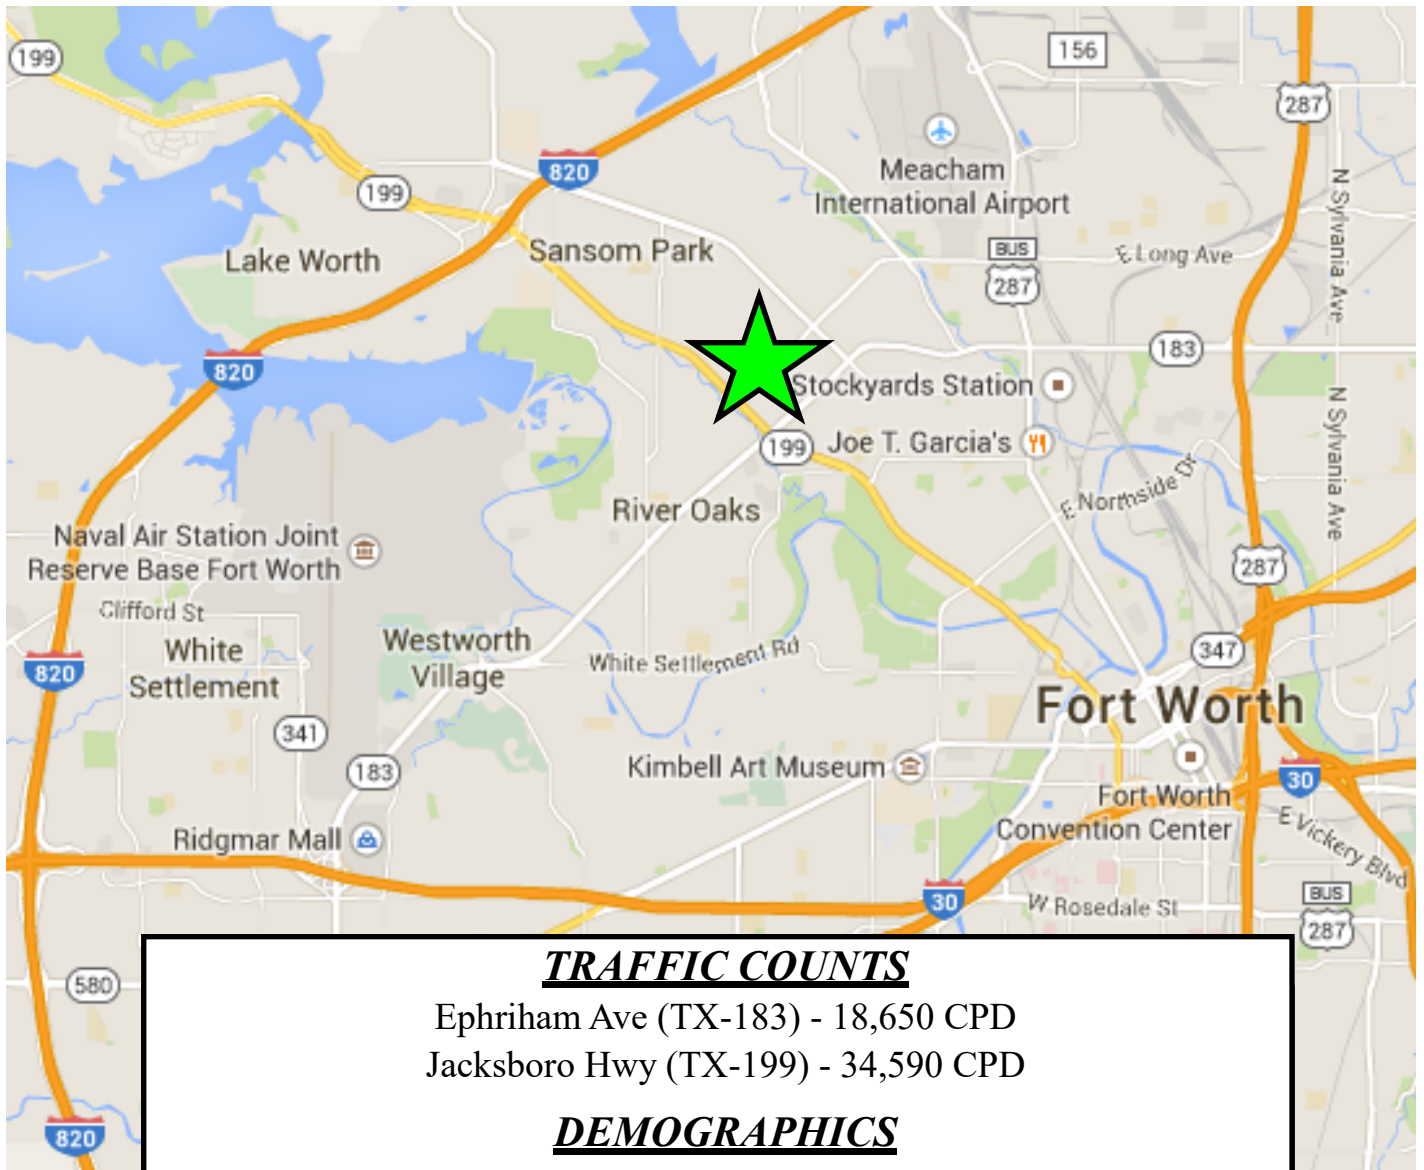 199
156
287
Meacham
International Airport
820
199
N Sylvania Ave
Sansom Park
Lake Worth
BUS
287
E Long Ave
183
820
Stockyards Station
N Sylvania Ave
199
Joe T. Garcia's
E Northside Dr
River Oaks
Naval Air Station Joint
Reserve Base Fort Worth
287
Clifford St
White
Settlement
Westworth
Village
White Settlement Rd
347
820
Fort Worth
341
183
Kimbell Art Museum
30
Fort Worth
Convention Center
E Vickery Blvd
Ridgmar Mall
30
W Rosedale St
BUS
287
580
820
TRAFFIC COUNTS
Ephriham Ave (TX-183) - 18,650 CPD
Jacksboro Hwy (TX-199) - 34,590 CPD
DEMOGRAPHICS